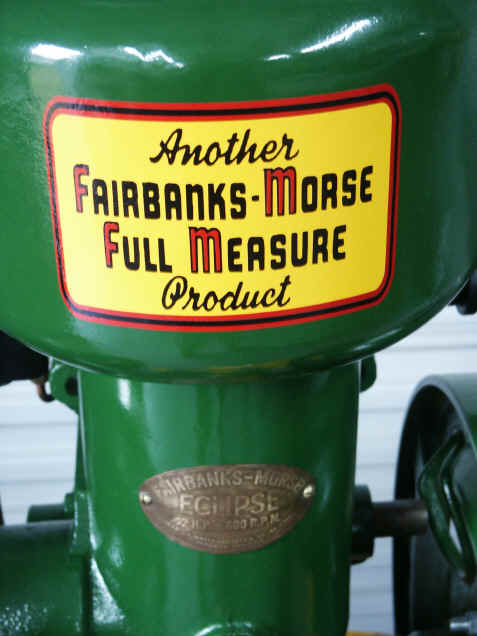 Another
FAIRBANKS-MORSE
FULL MEASURE
Product
FAIRBANKS-MORSE
ECLIPSE
R.P.M.